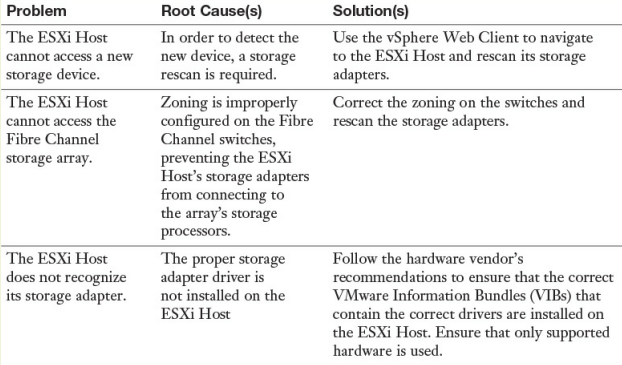 Problem Root Cause(s) Solution(s)
The ESXi Host
cannot access a new
storage device.
In order to detect the
new device, a storage
rescan is required.
Use the vSphere Web Client to navigate
to the ESXi Host and rescan its storage
adapters.
The ESXi Host
cannot access the
Fibre Channel
storage array.
Zoning is improperly
configured on the Fibre
Channel switches,
preventing the ESXi
Host's storage adapters
from connecting to
the array's storage
processors.
Correct the zoning on the switches and
rescan the storage adapters.
The ESXi Host
does not recognize
its storage adapter.
The proper storage
adapter driver is
not installed on the
ESXi Host
Follow the hardware vendor's
recommendations to ensure that the correct
VMware Information Bundles (VIBs) that
contain the correct drivers are installed on
the ESXi Host. Ensure that only supported
hardware is used.